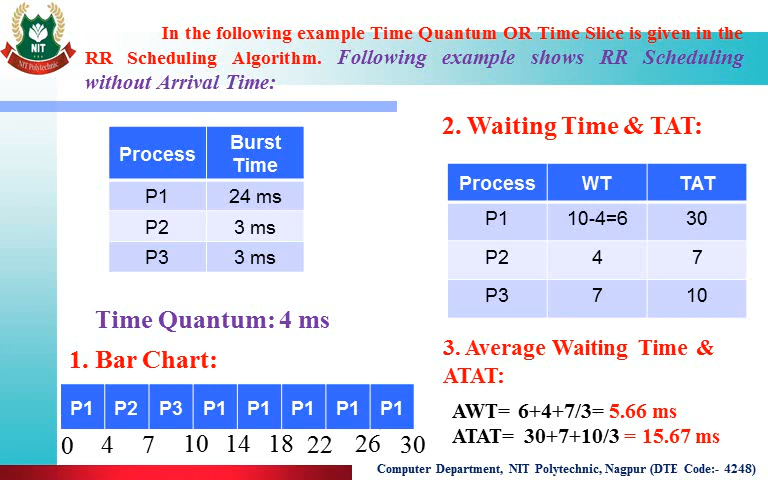 NIT
NIT Polytechnic
In the following example Time Quantum OR Time Slice is given in the
RR Scheduling Algorithm. Following example shows RR Scheduling
without Arrival Time:
Process Burst Time
P1 24 ms
P2 3 ms
P3 3 ms
Time Quantum: 4 ms
1. Bar Chart:
P1 P2 P3 P1 P1 P1 P1 P1
0 4 7 10 14 18 22 26 30
2. Waiting Time & TAT:
Process WT TAT
P1 10-4=6 30
P2 4 7
P3 7 10
3. Average Waiting Time &
ATAT:
AWT= 6+4+7/3= 5.66 ms
ATAT= 30+7+10/3 = 15.67 ms
Computer Department, NIT Polytechnic, Nagpur (DTE Code:- 4248)